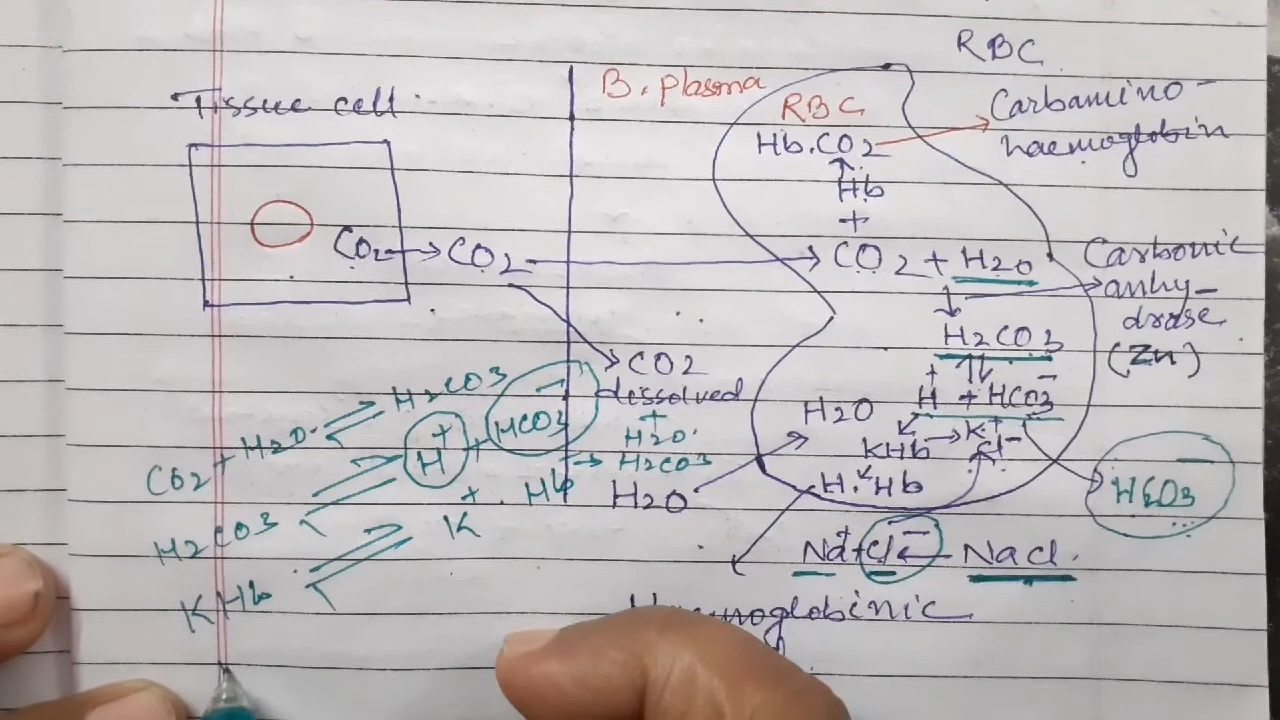 RBC
B. plasma
Tissue cell
RBC
Carbamino-
haemoglobin
Hb.CO2
Hb
+
CO2 → CO2 → CO2 + H2O
Carbonic
anhy-
drase
(Zn)
H2CO3
CO2
dissolved
+
H2O
H2CO3
H2O
H2O
H+ + HCO3-
KHb → K+
Cl-
H.Hb
HCO3-
Na+ + Cl- ← NaCl.
CO2 + H2O ⇌ H2CO3
H2CO3 ⇌ H+ + HCO3-
KHb ⇌ K+ + Hb